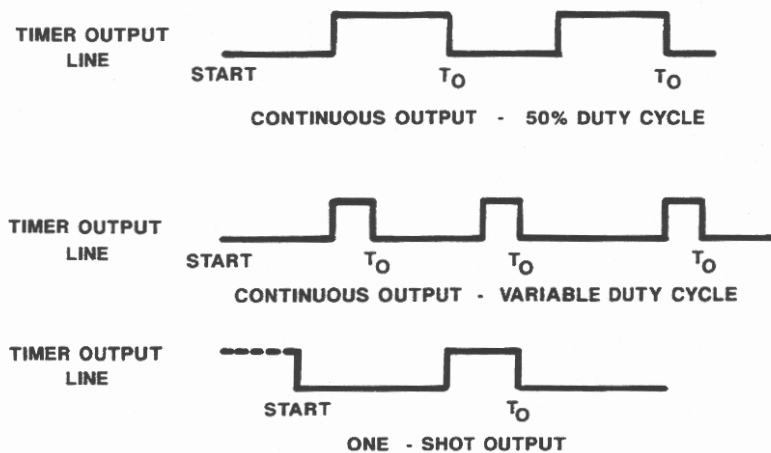 TIMER OUTPUT
LINE
START
TO
TO
CONTINUOUS OUTPUT - 50% DUTY CYCLE
TIMER OUTPUT
LINE
START
TO
TO
TO
CONTINUOUS OUTPUT - VARIABLE DUTY CYCLE
TIMER OUTPUT
LINE
START
TO
ONE - SHOT OUTPUT